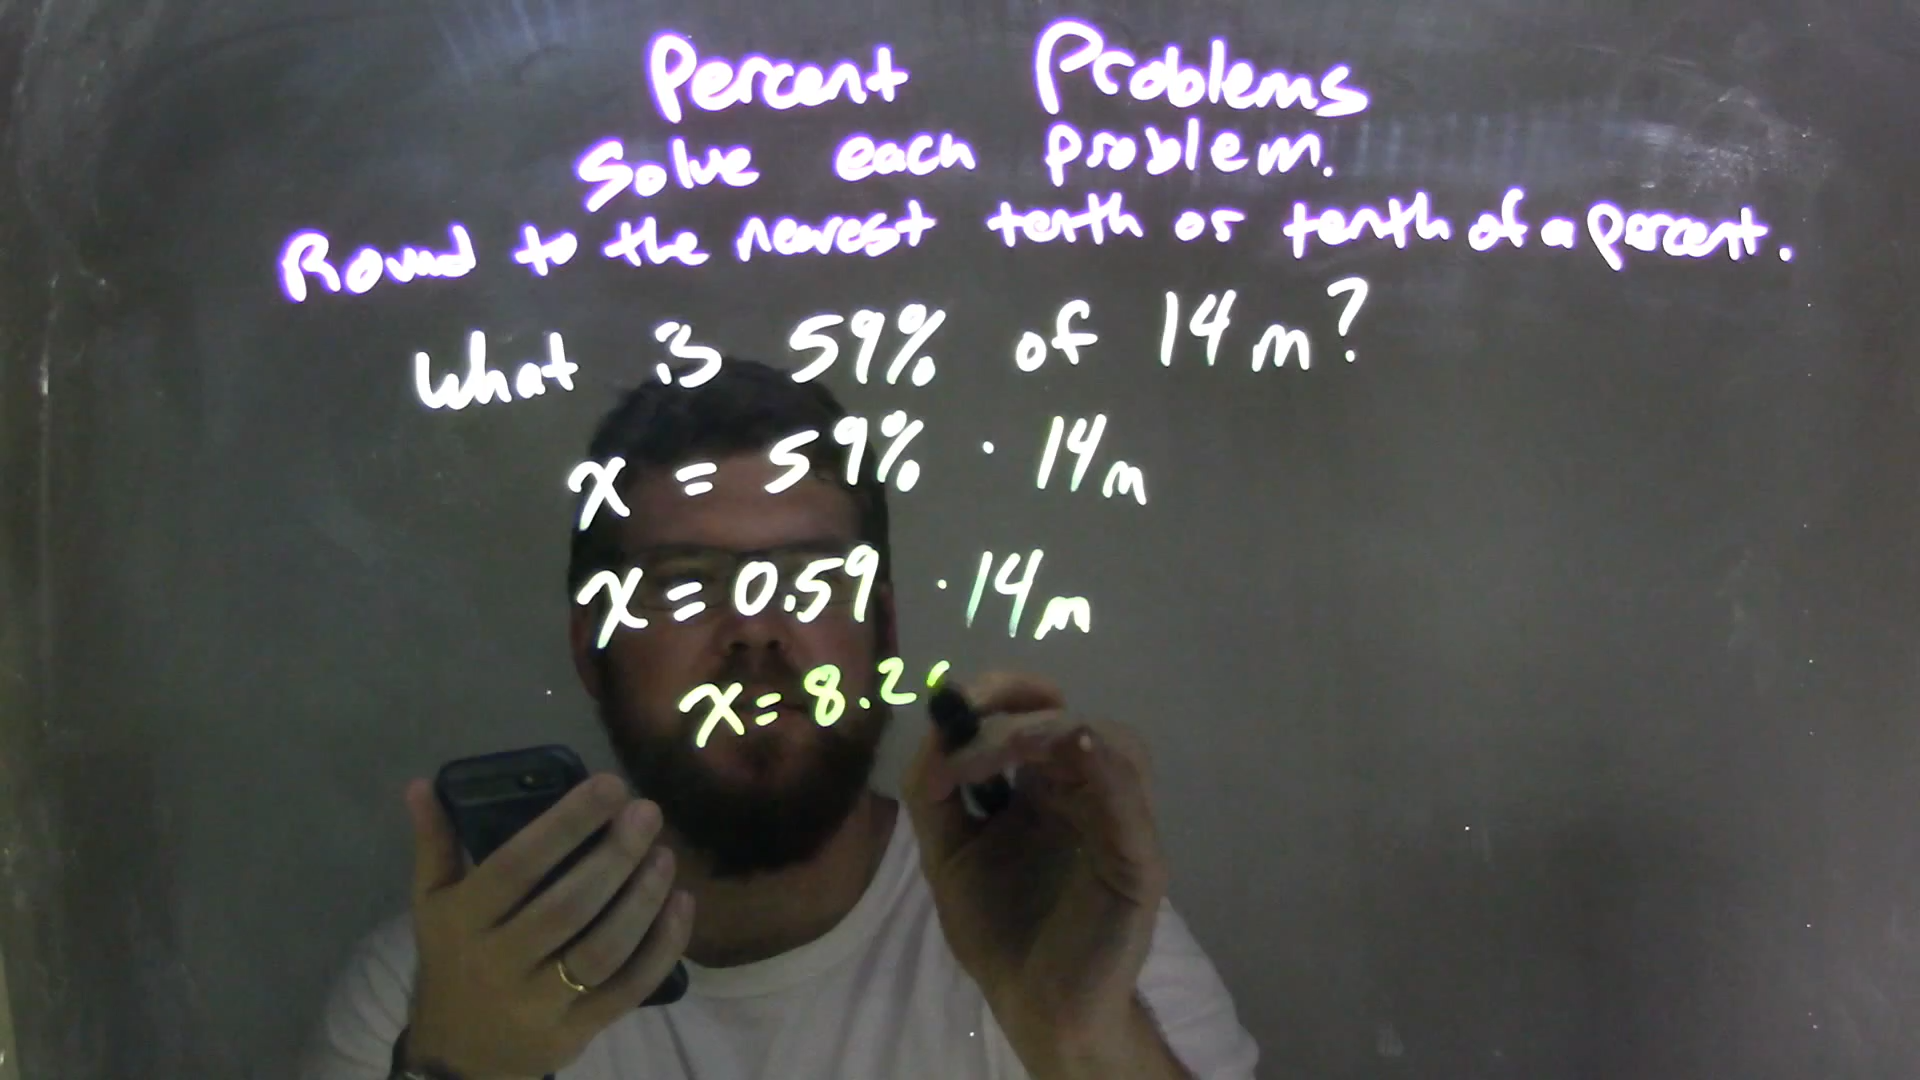 Percent Problems
Solve each problem.
Round to the nearest tenth or tenth of a percent.
What is 59% of 14m?
x = 59% · 14m
x = 0.59 · 14m
x = 8.2